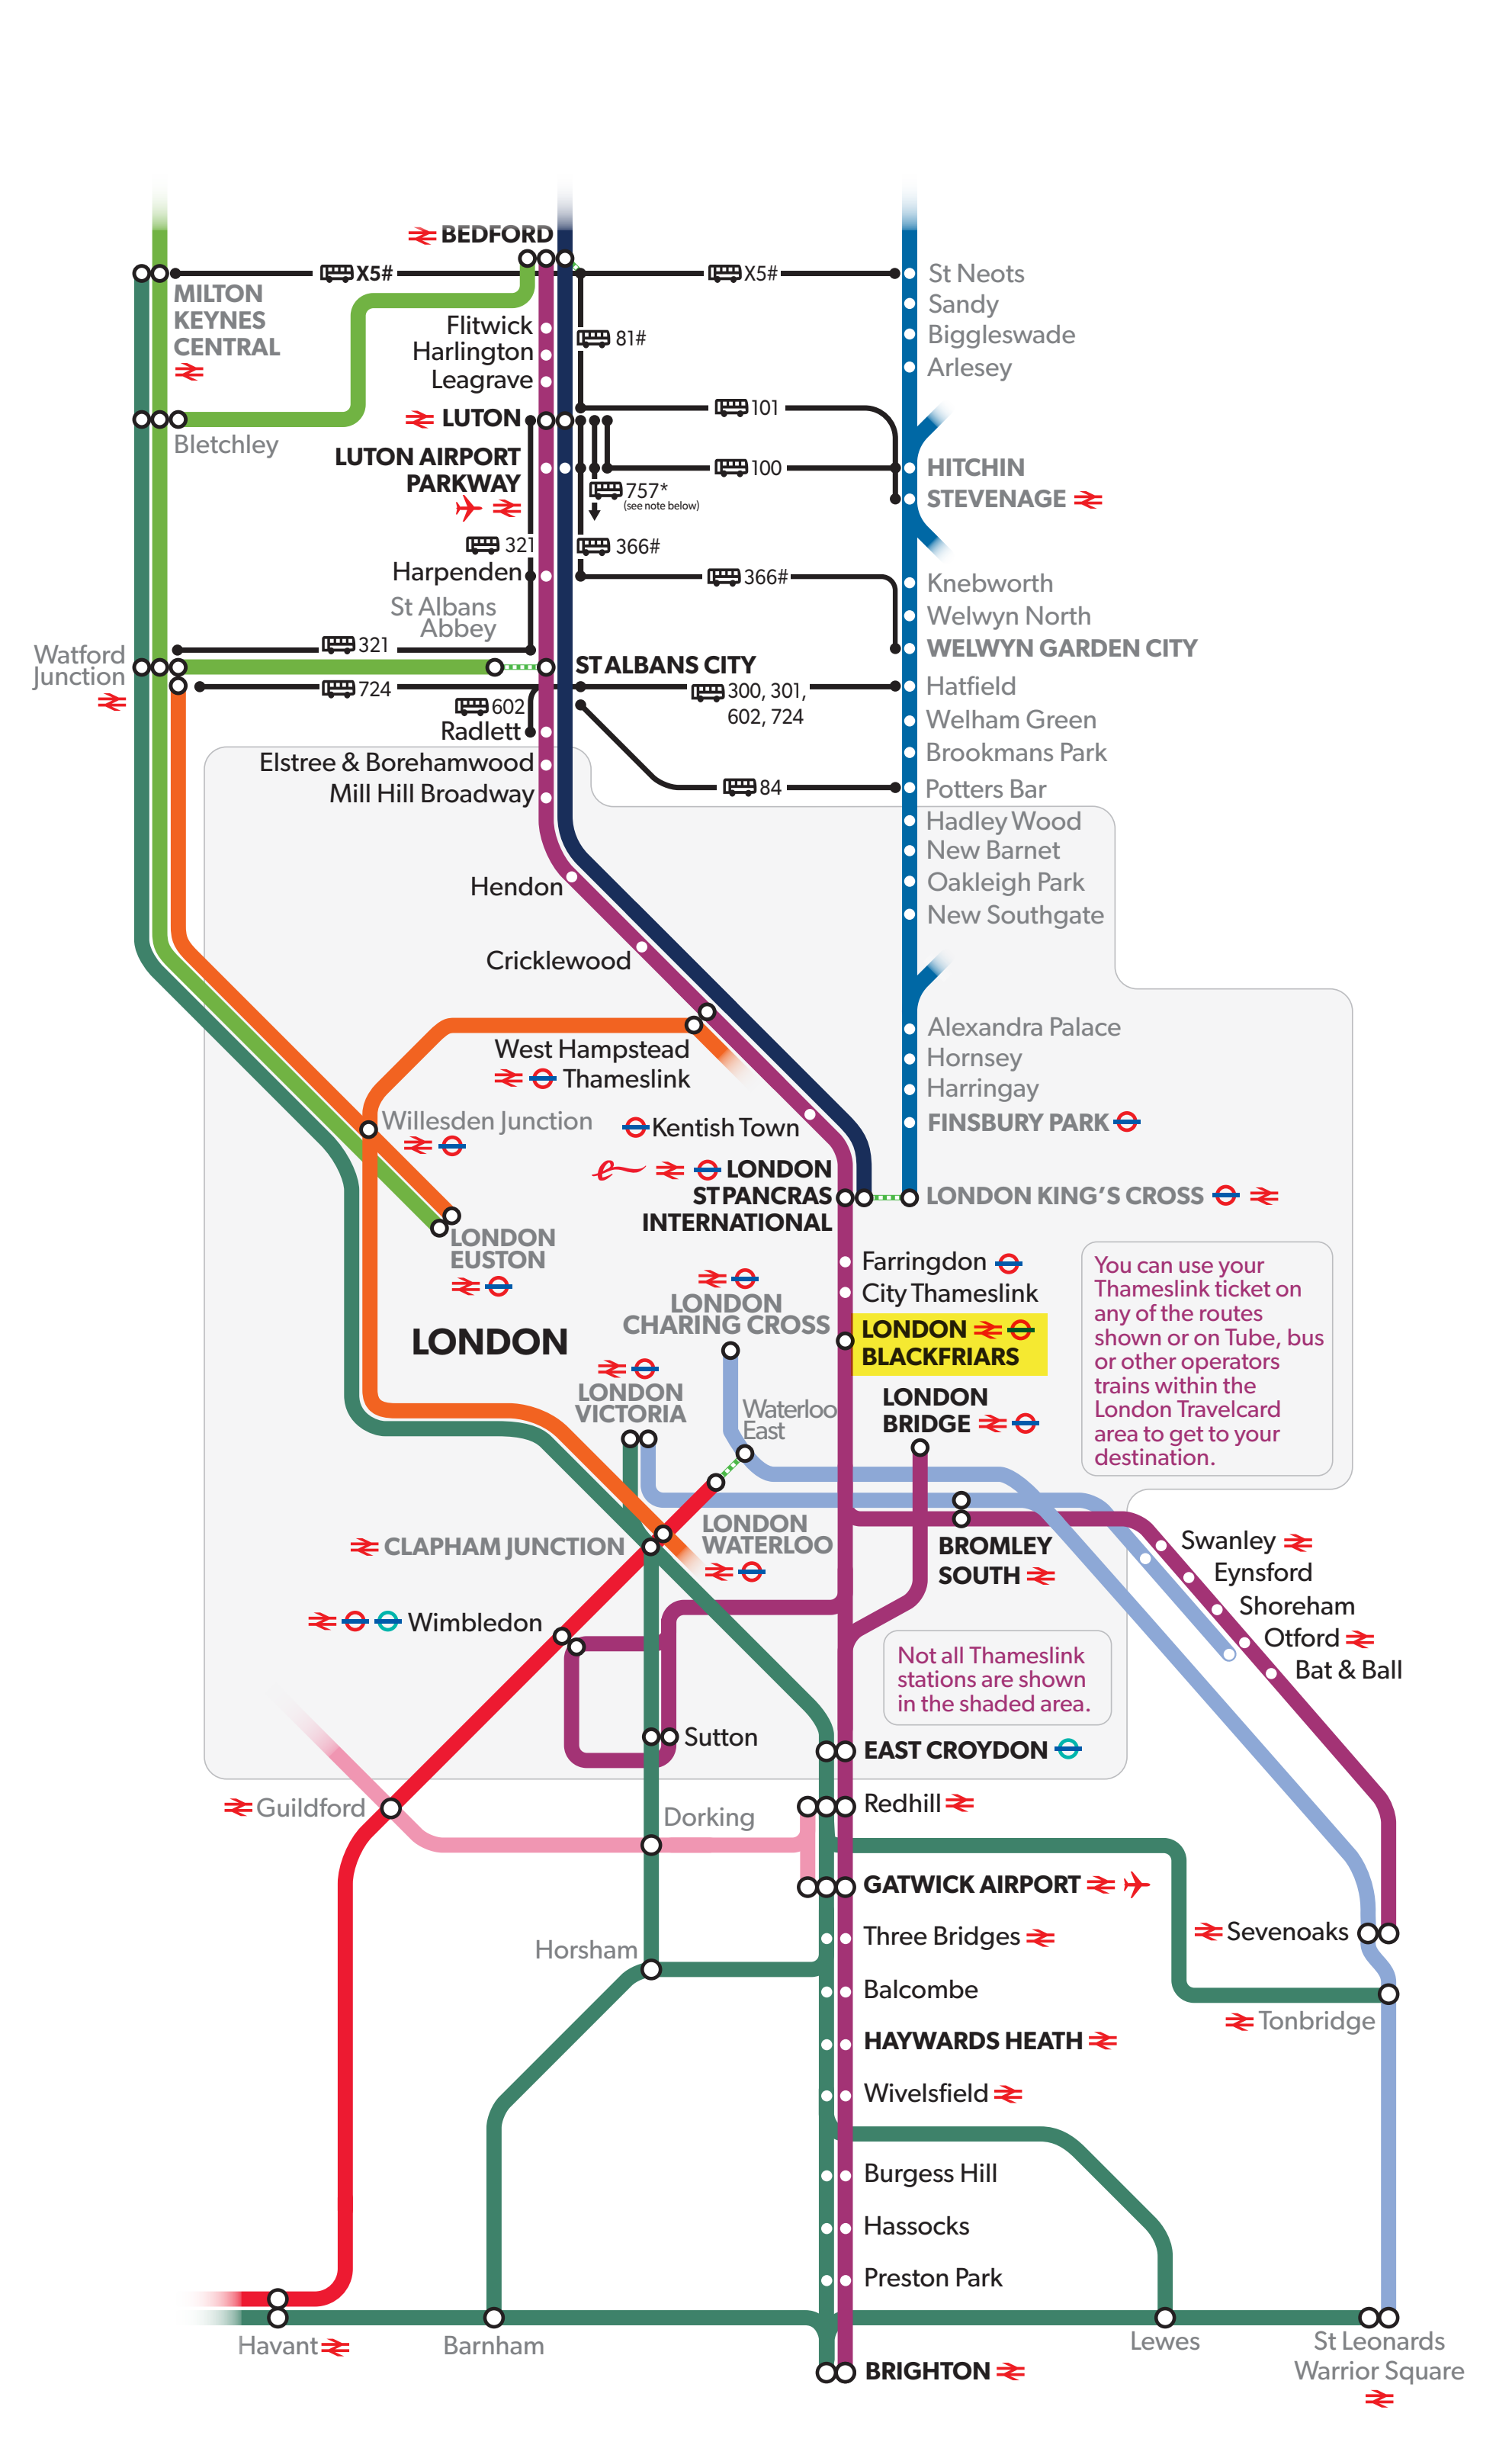 BEDFORD
X5#
X5#
St Neots
MILTON
KEYNES
CENTRAL
Sandy
Flitwick
81#
Biggleswade
Harlington
Arlesey
Leagrave
101
LUTON
Bletchley
LUTON AIRPORT
PARKWAY
100
HITCHIN
757*
(see note below)
STEVENAGE
321
366#
Harpenden
366#
Knebworth
St Albans
Abbey
Welwyn North
321
WELWYN GARDEN CITY
Watford
Junction
ST ALBANS CITY
724
300, 301,
602, 724
Hatfield
602
Radlett
Welham Green
Elstree & Borehamwood
Brookmans Park
Mill Hill Broadway
84
Potters Bar
Hadley Wood
New Barnet
Hendon
Oakleigh Park
New Southgate
Cricklewood
Alexandra Palace
West Hampstead
Thameslink
Hornsey
Harringay
Willesden Junction
Kentish Town
FINSBURY PARK
LONDON
ST PANCRAS
INTERNATIONAL
LONDON KING'S CROSS
LONDON
EUSTON
Farringdon
City Thameslink
You can use your
Thameslink ticket on
any of the routes
shown or on Tube, bus
or other operators
trains within the
London Travelcard
area to get to your
destination.
LONDON
CHARING CROSS
LONDON
LONDON
BLACKFRIARS
LONDON
VICTORIA
Waterloo
East
LONDON
BRIDGE
LONDON
WATERLOO
CLAPHAM JUNCTION
BROMLEY
SOUTH
Swanley
Eynsford
Wimbledon
Shoreham
Otford
Not all Thameslink
stations are shown
in the shaded area.
Bat & Ball
Sutton
EAST CROYDON
Guildford
Dorking
Redhill
GATWICK AIRPORT
Three Bridges
Sevenoaks
Horsham
Balcombe
Tonbridge
HAYWARDS HEATH
Wivelsfield
Burgess Hill
Hassocks
Preston Park
Havant
Barnham
Lewes
St Leonards
Warrior Square
BRIGHTON